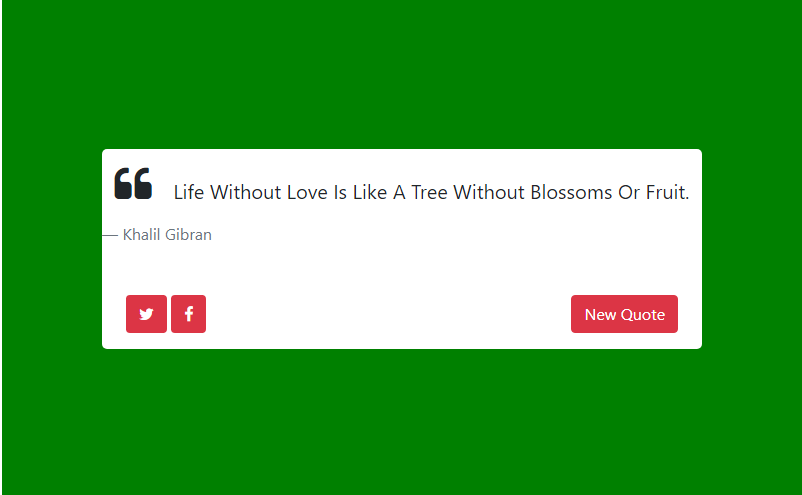 Life Without Love Is Like A Tree Without Blossoms Or Fruit.
— Khalil Gibran
New Quote